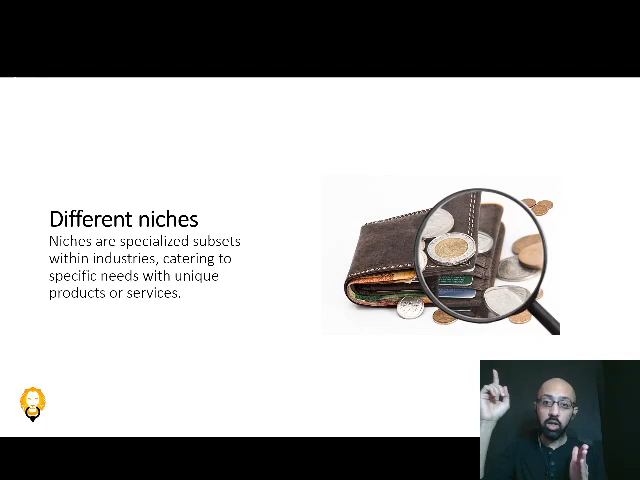 Different niches
Niches are specialized subsets
within industries, catering to
specific needs with unique
products or services.